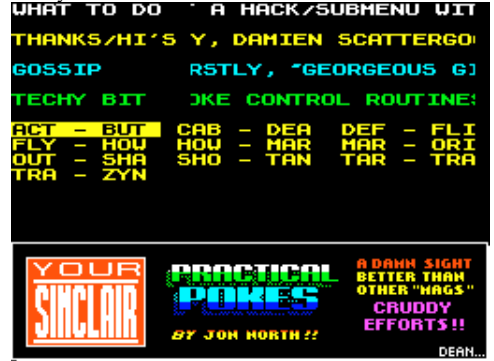 WHAT TO DO ' A HACK/SUBMENU WIT
THANKS/HI'S Y, DAMIEN SCATTERGO
GOSSIP RSTLY, "GEORGEOUS G
TECHY BIT OKE CONTROL ROUTINE
ACT - BUT CAB - DEA DEF - FLI
FLY - HOW HOW - MAR MAR - ORI
OUT - SHA SHO - TAN TAR - TRA
TRA - ZYN
YOUR
SINCLAIR
PRACTICAL
POKES
BY JON NORTH!!
A DAMN SIGHT
BETTER THAN
OTHER "MAGS"
CRUDDY
EFFORTS!!
DEAN...